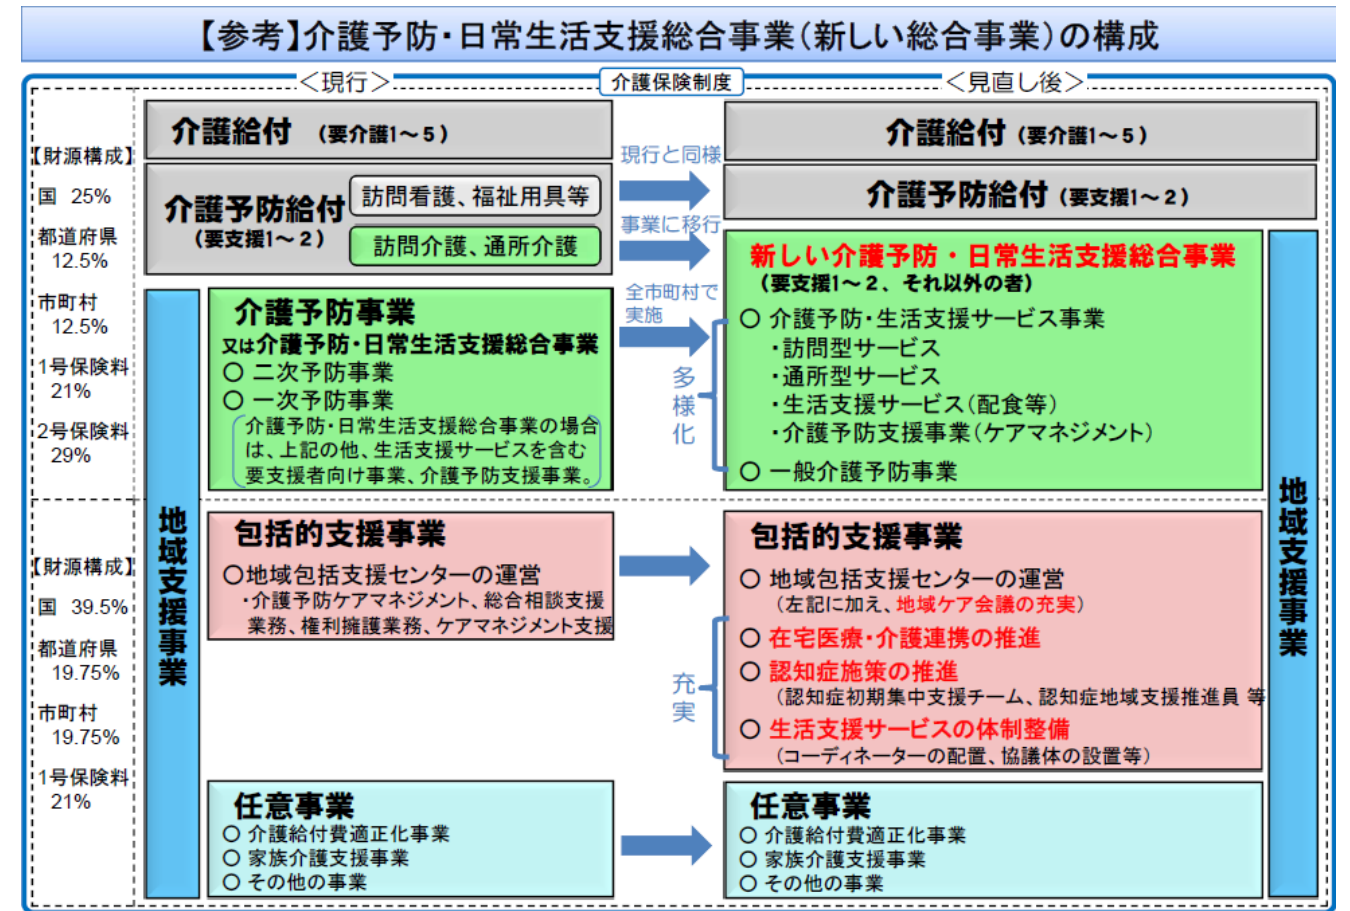 【参考】介護予防・日常生活支援総合事業(新しい総合事業)の構成
<現行>
介護保険制度
<見直し後>
【財源構成】
国 25%
都道府県
12.5%
市町村
12.5%
1号保険料
21%
2号保険料
29%
【財源構成】
国 39.5%
都道府県
19.75%
市町村
19.75%
1号保険料
21%
介護給付 (要介護1~5)
介護予防給付
(要支援1~2)
訪問看護、福祉用具等
訪問介護、通所介護
地域支援事業
介護予防事業
又は介護予防・日常生活支援総合事業
○ 二次予防事業
○ 一次予防事業
介護予防・日常生活支援総合事業の場合
は、上記の他、生活支援サービスを含む
要支援者向け事業、介護予防支援事業。
包括的支援事業
○地域包括支援センターの運営
・介護予防ケアマネジメント、総合相談支援
業務、権利擁護業務、ケアマネジメント支援
任意事業
○ 介護給付費適正化事業
○ 家族介護支援事業
○ その他の事業
現行と同様
事業に移行
全市町村で
実施
多様化
充実
介護給付 (要介護1~5)
介護予防給付 (要支援1~2)
新しい介護予防・日常生活支援総合事業
(要支援1~2、それ以外の者)
○ 介護予防・生活支援サービス事業
・訪問型サービス
・通所型サービス
・生活支援サービス(配食等)
・介護予防支援事業(ケアマネジメント)
○ 一般介護予防事業
包括的支援事業
○ 地域包括支援センターの運営
(左記に加え、地域ケア会議の充実)
○ 在宅医療・介護連携の推進
○ 認知症施策の推進
(認知症初期集中支援チーム、認知症地域支援推進員 等
○ 生活支援サービスの体制整備
(コーディネーターの配置、協議体の設置等)
任意事業
○ 介護給付費適正化事業
○ 家族介護支援事業
○ その他の事業
地域支援事業